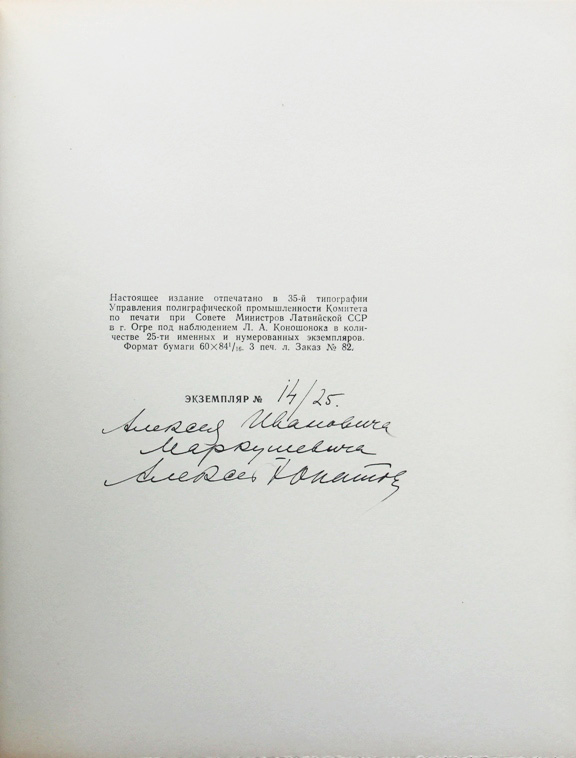 Настоящее издание отпечатано в 35-й типографии
Управления полиграфической промышленности Комитета
по печати при Совете Министров Латвийской ССР
в г. Огре под наблюдением Л. А. Коношонока в коли-
честве 25-ти именных и нумерованных экземпляров.
Формат бумаги 60×84¹/₁₆. 3 печ. л. Заказ № 82.
ЭКЗЕМПЛЯР № 14/25.
Алексея Ивановича
Маркушевича
Алексей